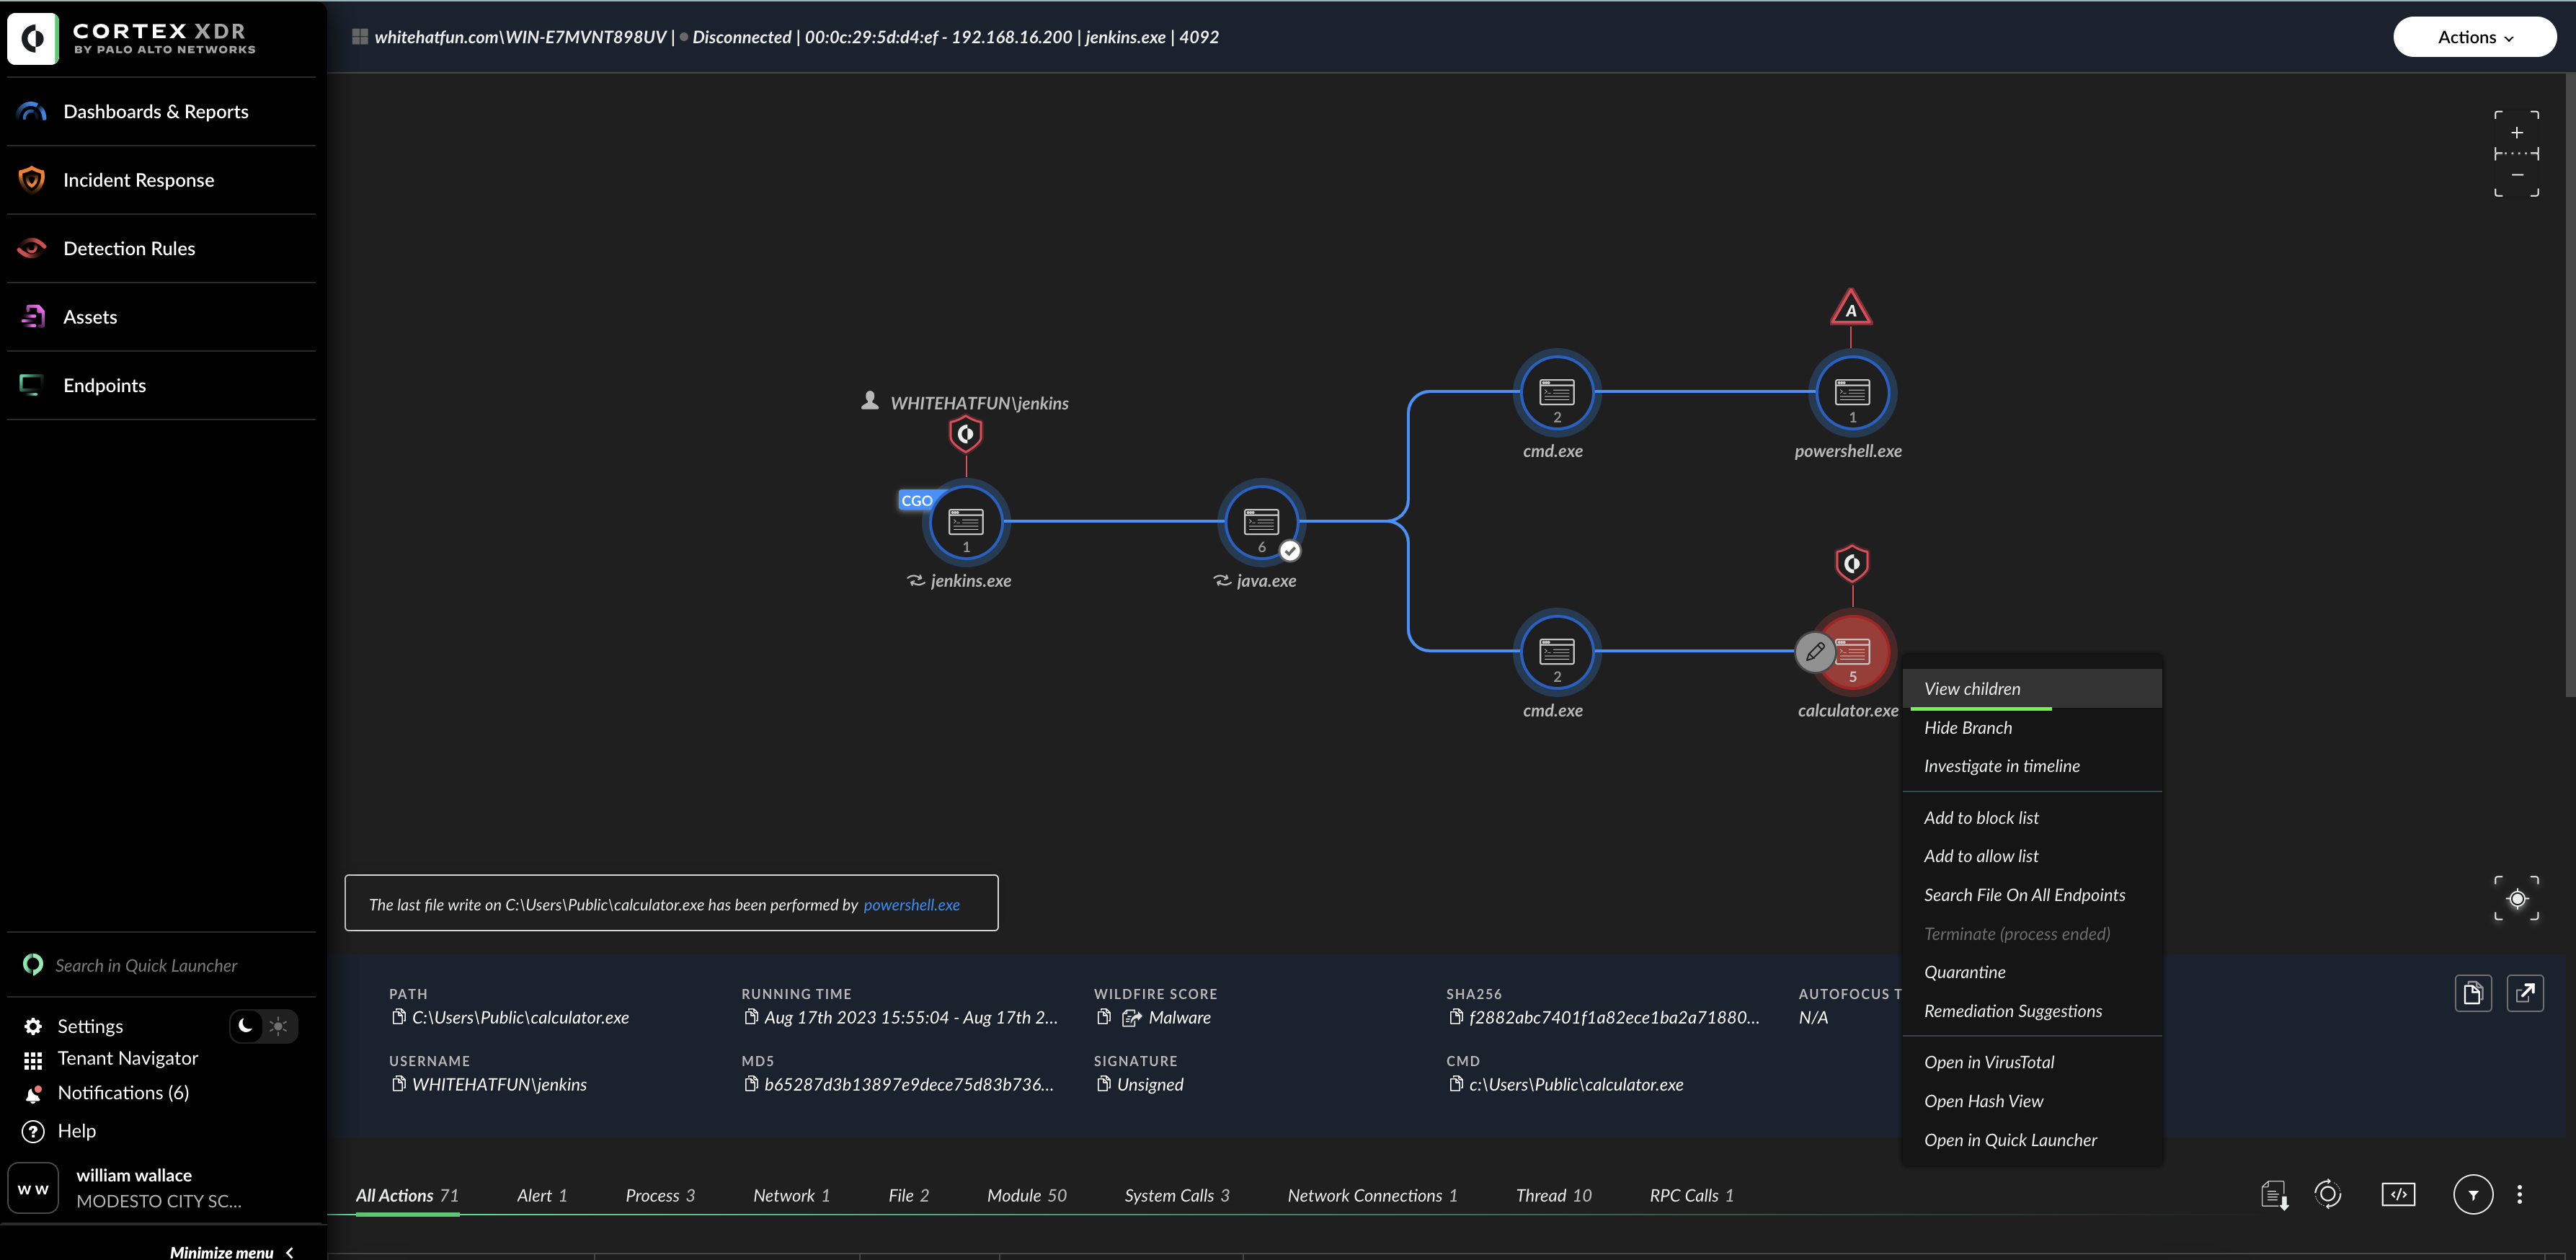 CORTEX XDR
BY PALO ALTO NETWORKS
whitehatfun.com\WIN-E7MVNT898UV | Disconnected | 00:0c:29:5d:d4:ef - 192.168.16.200 | jenkins.exe | 4092
Actions
Dashboards & Reports
Incident Response
Detection Rules
Assets
Endpoints
WHITEHATFUN\jenkins
CGO
1
jenkins.exe
6
java.exe
2
cmd.exe
A
1
powershell.exe
2
cmd.exe
5
calculator.exe
View children
Hide Branch
Investigate in timeline
Add to block list
Add to allow list
Search File On All Endpoints
Terminate (process ended)
Quarantine
Remediation Suggestions
Open in VirusTotal
Open Hash View
Open in Quick Launcher
The last file write on C:\Users\Public\calculator.exe has been performed by powershell.exe
Search in Quick Launcher
Settings
Tenant Navigator
Notifications (6)
Help
W W
william wallace
MODESTO CITY SC...
Minimize menu
PATH
C:\Users\Public\calculator.exe
RUNNING TIME
Aug 17th 2023 15:55:04 - Aug 17th 2...
WILDFIRE SCORE
Malware
SHA256
f2882abc7401f1a82ece1ba2a71880...
AUTOFOCUS T
N/A
USERNAME
WHITEHATFUN\jenkins
MD5
b65287d3b13897e9dece75d83b736...
SIGNATURE
Unsigned
CMD
c:\Users\Public\calculator.exe
All Actions 71 Alert 1 Process 3 Network 1 File 2 Module 50 System Calls 3 Network Connections 1 Thread 10 RPC Calls 1